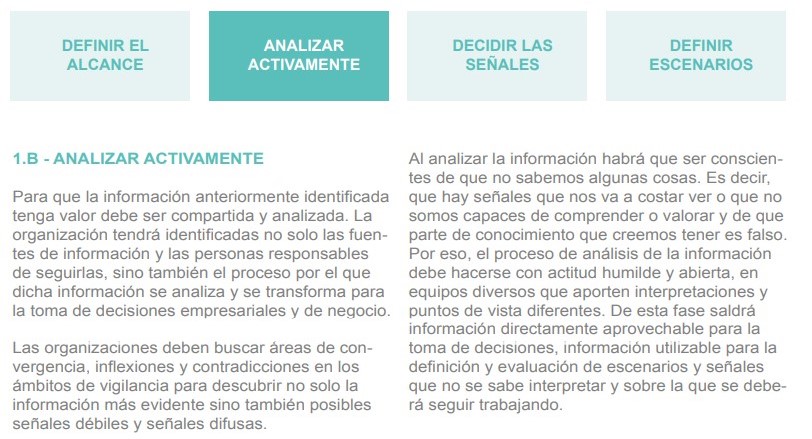 DEFINIR EL
ALCANCE
ANALIZAR
ACTIVAMENTE
DECIDIR LAS
SEÑALES
DEFINIR
ESCENARIOS
1.B - ANALIZAR ACTIVAMENTE
Para que la información anteriormente identificada
tenga valor debe ser compartida y analizada. La
organización tendrá identificadas no solo las fuen-
tes de información y las personas responsables
de seguirlas, sino también el proceso por el que
dicha información se analiza y se transforma para
la toma de decisiones empresariales y de negocio.
Las organizaciones deben buscar áreas de con-
vergencia, inflexiones y contradicciones en los
ámbitos de vigilancia para descubrir no solo la
información más evidente sino también posibles
señales débiles y señales difusas.
Al analizar la información habrá que ser conscien-
tes de que no sabemos algunas cosas. Es decir,
que hay señales que nos va a costar ver o que no
somos capaces de comprender o valorar y de que
parte de conocimiento que creemos tener es falso.
Por eso, el proceso de análisis de la información
debe hacerse con actitud humilde y abierta, en
equipos diversos que aporten interpretaciones y
puntos de vista diferentes. De esta fase saldrá
información directamente aprovechable para la
toma de decisiones, información utilizable para la
definición y evaluación de escenarios y señales
que no se sabe interpretar y sobre la que se debe-
rá seguir trabajando.